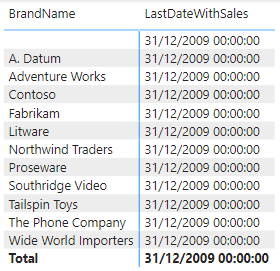 BrandName LastDateWithSales
31/12/2009 00:00:00
A. Datum 31/12/2009 00:00:00
Adventure Works 31/12/2009 00:00:00
Contoso 31/12/2009 00:00:00
Fabrikam 31/12/2009 00:00:00
Litware 31/12/2009 00:00:00
Northwind Traders 31/12/2009 00:00:00
Proseware 31/12/2009 00:00:00
Southridge Video 31/12/2009 00:00:00
Tailspin Toys 31/12/2009 00:00:00
The Phone Company 31/12/2009 00:00:00
Wide World Importers 31/12/2009 00:00:00
Total 31/12/2009 00:00:00